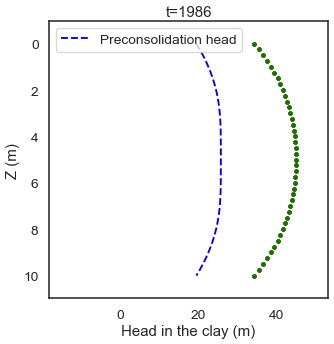 t=1986
Preconsolidation head
0
2
4
6
8
10
Z (m)
0 20 40
Head in the clay (m)